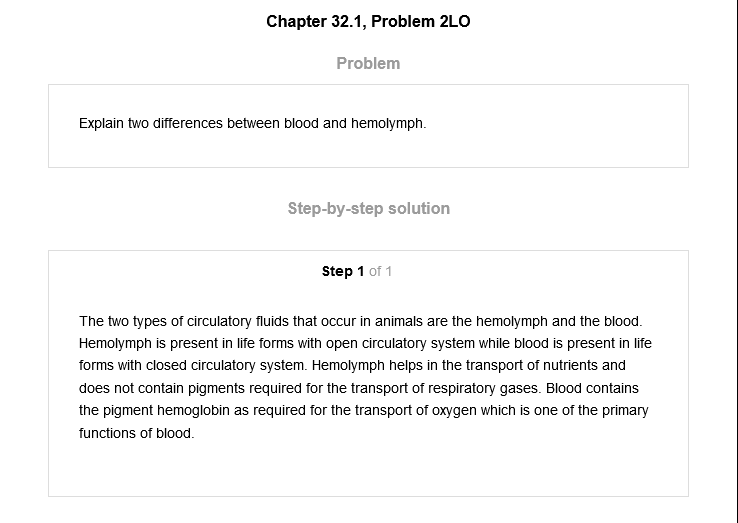 Chapter 32.1, Problem 2LO
Problem
Explain two differences between blood and hemolymph.
Step-by-step solution
Step 1 of 1
The two types of circulatory fluids that occur in animals are the hemolymph and the blood.
Hemolymph is present in life forms with open circulatory system while blood is present in life
forms with closed circulatory system. Hemolymph helps in the transport of nutrients and
does not contain pigments required for the transport of respiratory gases. Blood contains
the pigment hemoglobin as required for the transport of oxygen which is one of the primary
functions of blood.